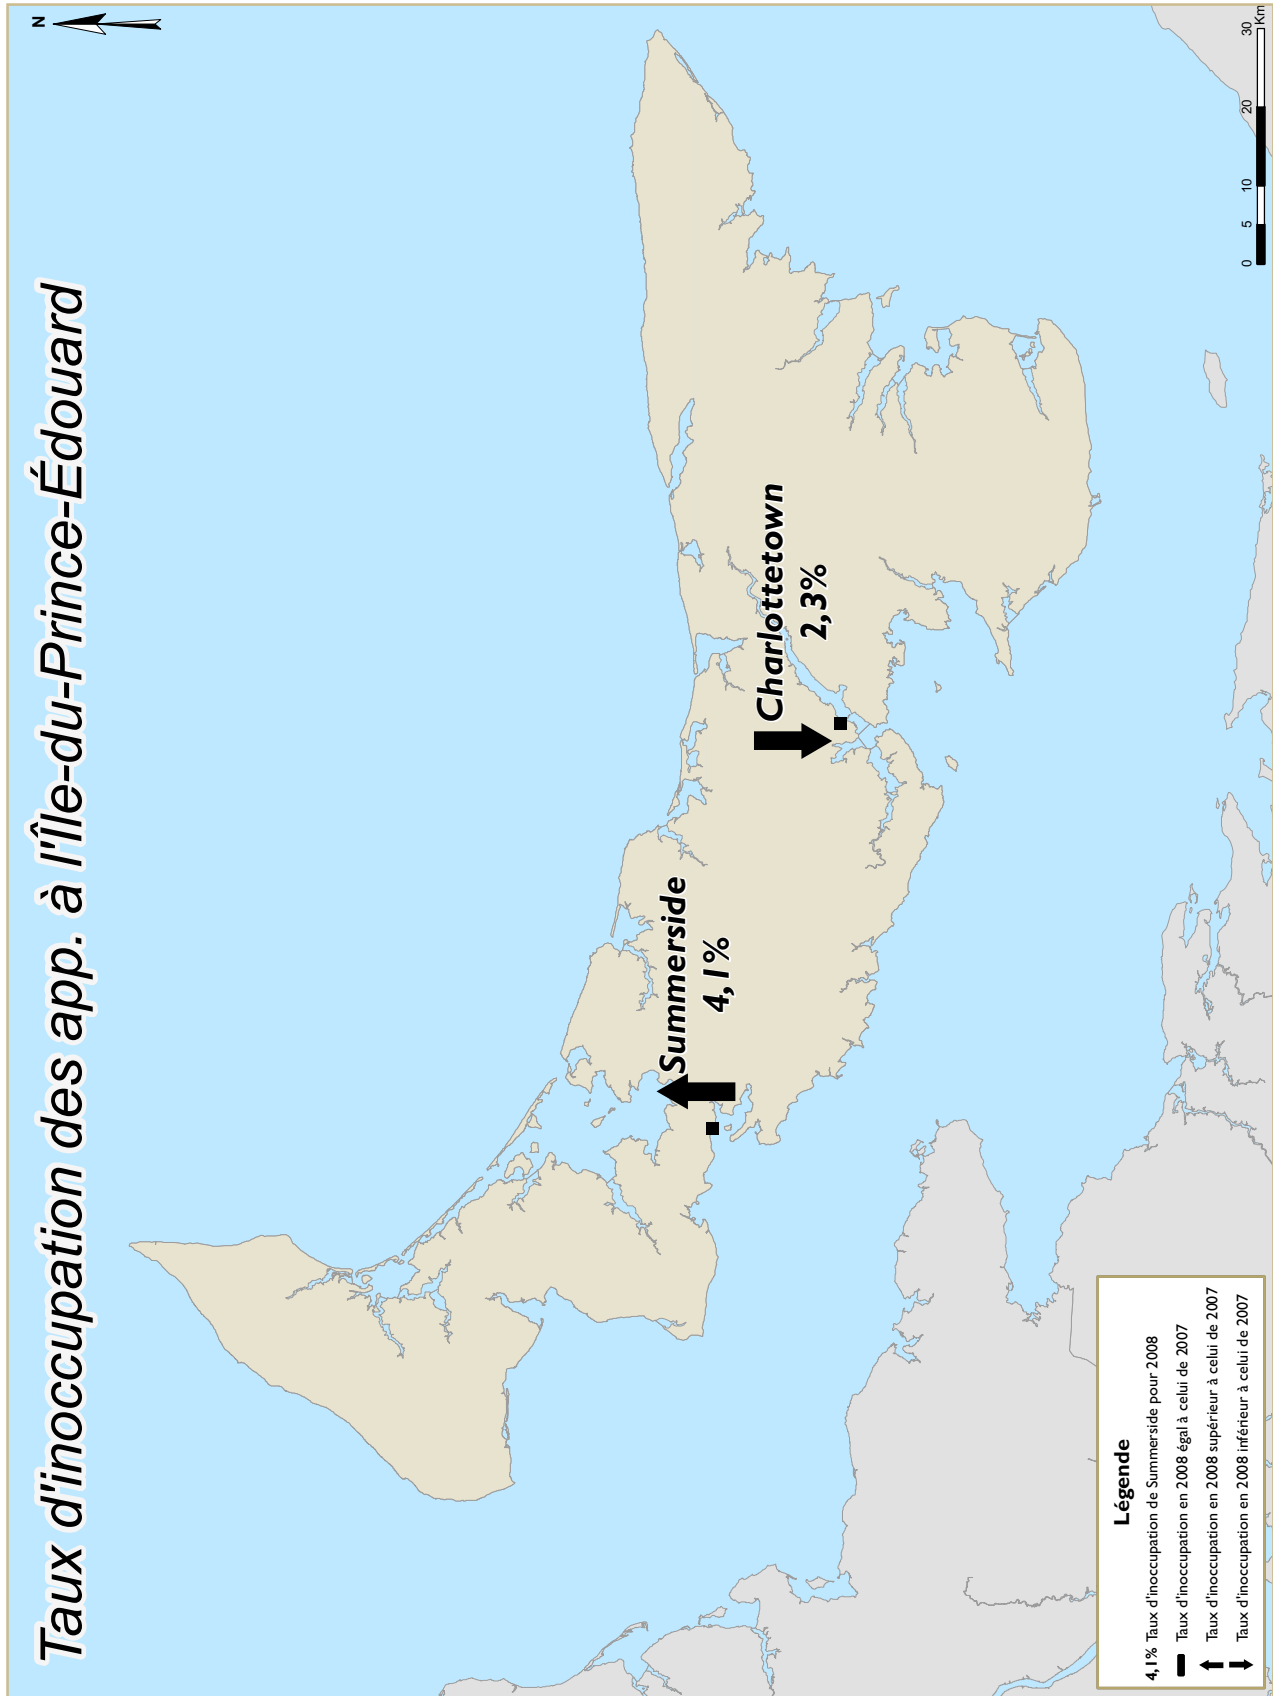 Taux d'inoccupation des app. à l'Île-du-Prince-Édouard
N
Summerside
4,1%
Charlottetown
2,3%
Légende
4,1% Taux d'inoccupation de Summerside pour 2008
Taux d'inoccupation en 2008 égal à celui de 2007
Taux d'inoccupation en 2008 supérieur à celui de 2007
Taux d'inoccupation en 2008 inférieur à celui de 2007
0 5 10 20 30
Km